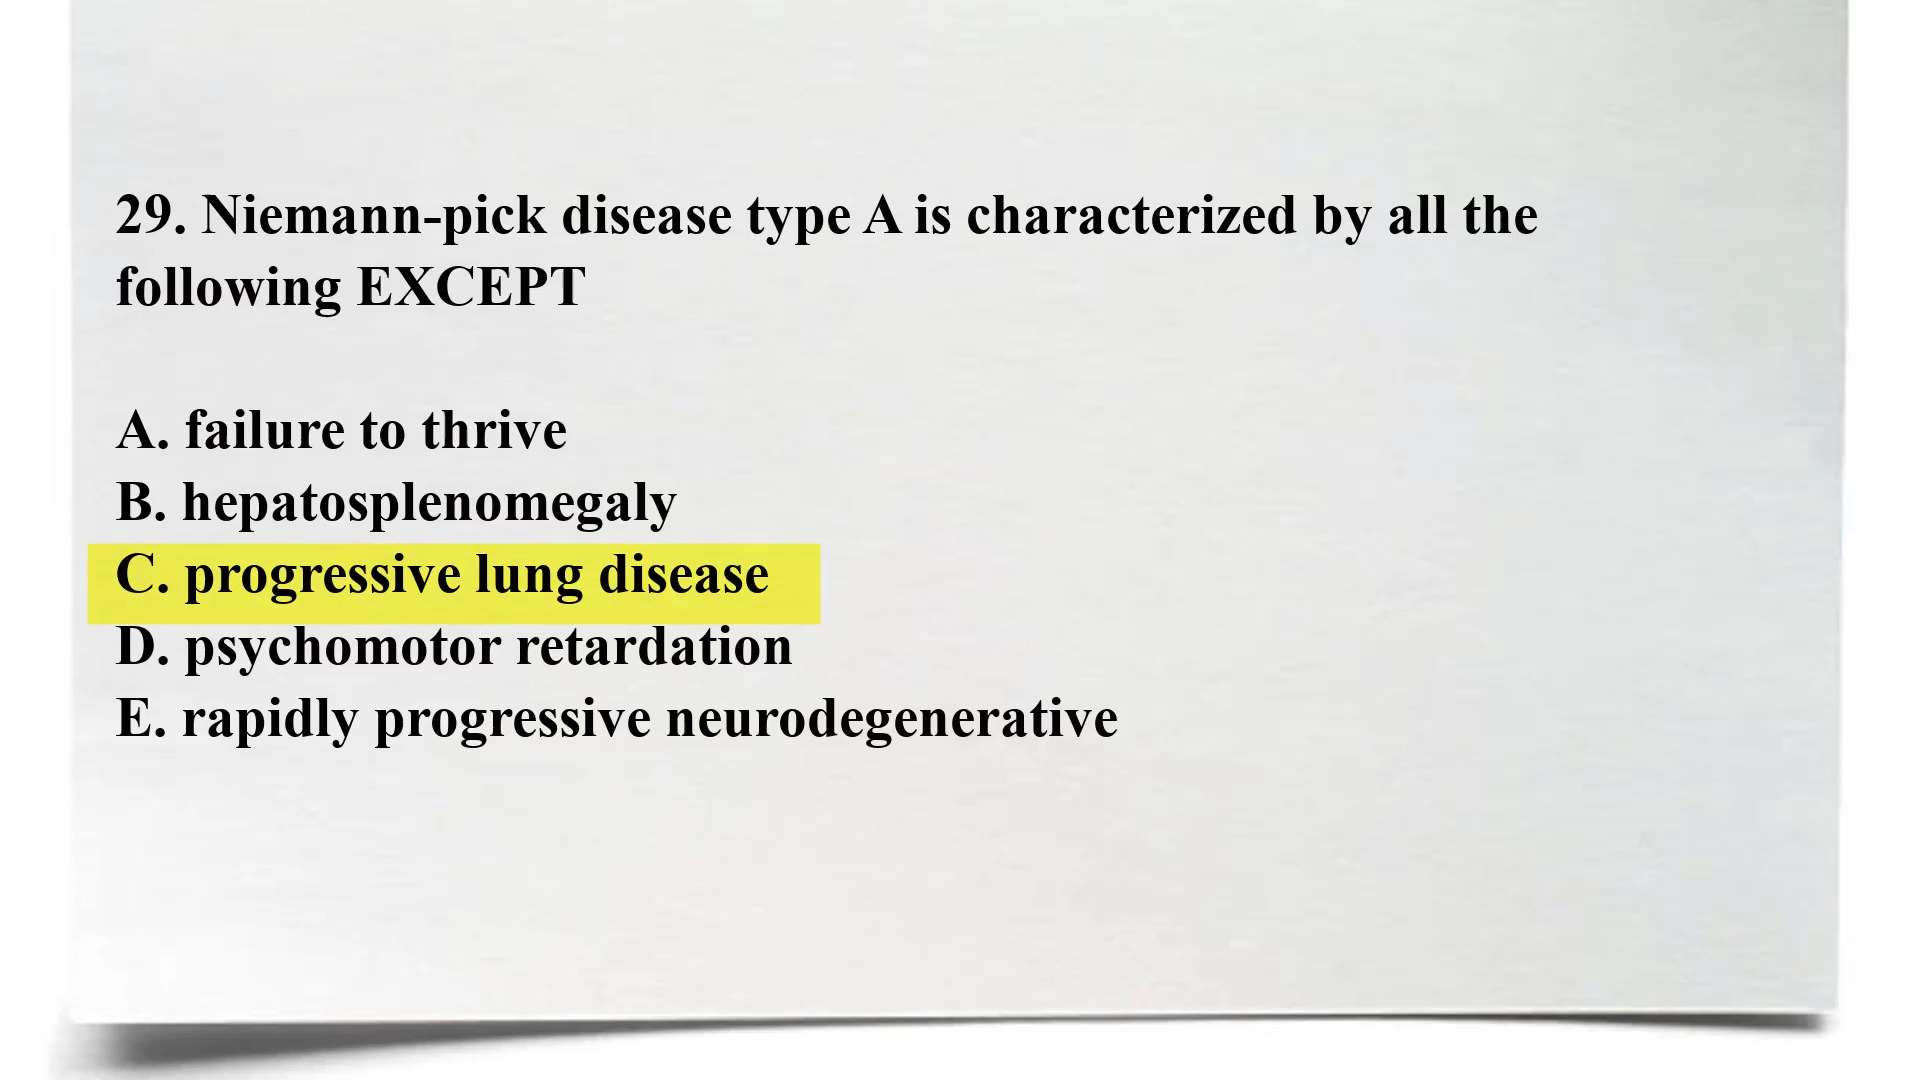 29. Niemann-pick disease type A is characterized by all the
following EXCEPT
A. failure to thrive
B. hepatosplenomegaly
C. progressive lung disease
D. psychomotor retardation
E. rapidly progressive neurodegenerative